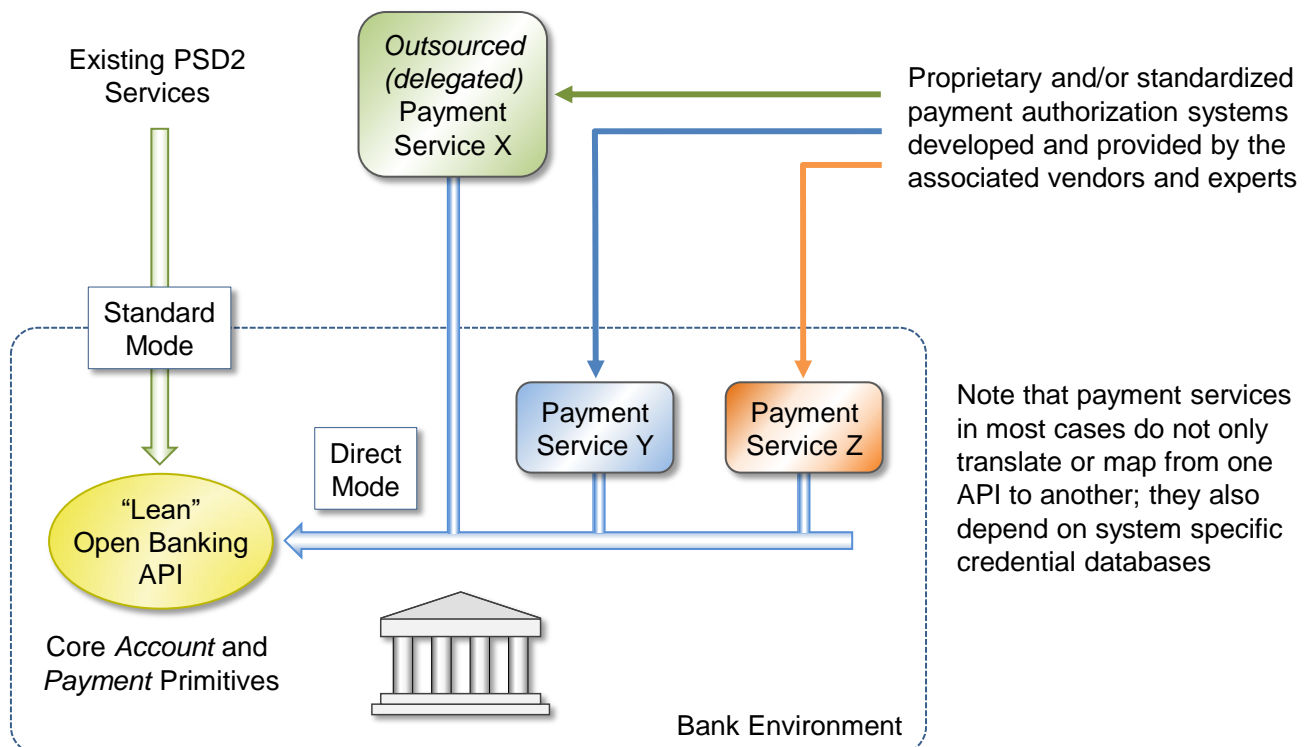 Existing PSD2
Services
Outsourced
(delegated)
Payment
Service X
Proprietary and/or standardized
payment authorization systems
developed and provided by the
associated vendors and experts
Standard
Mode
Payment
Service Y
Payment
Service Z
Direct
Mode
Note that payment services
in most cases do not only
translate or map from one
API to another; they also
depend on system specific
credential databases
“Lean”
Open Banking
API
Core Account and
Payment Primitives
Bank Environment